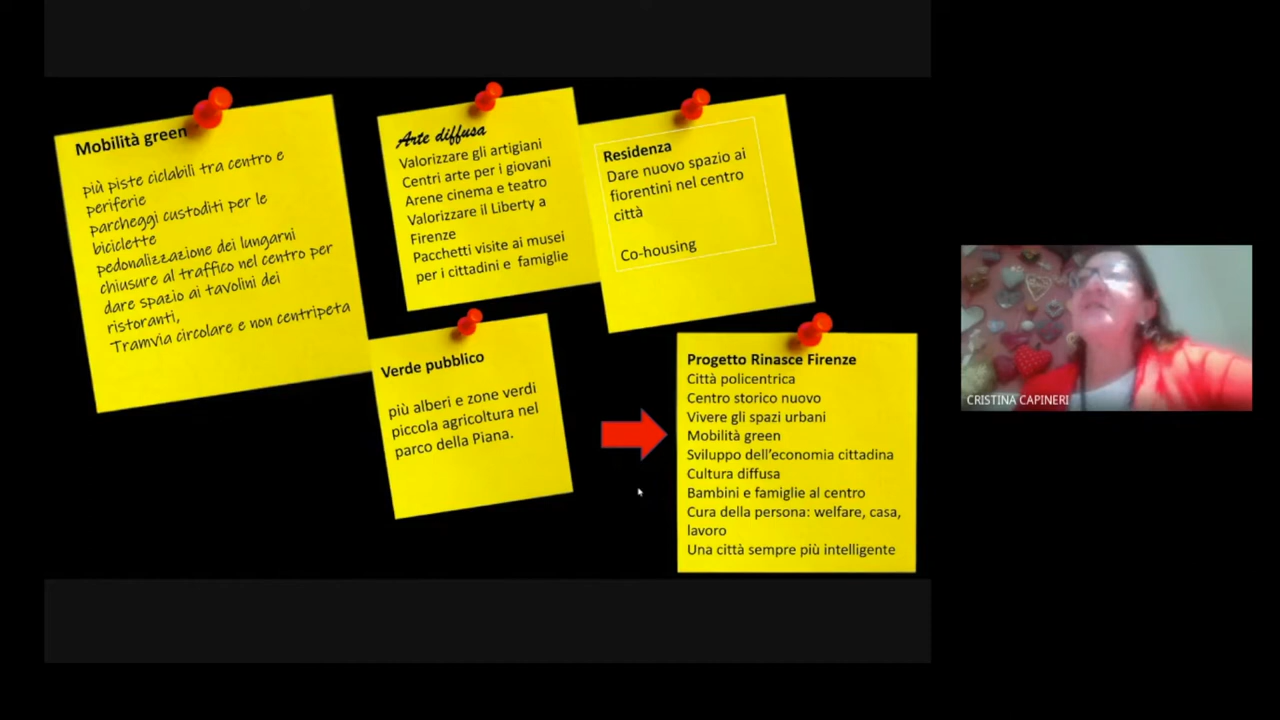 Mobilità green
più piste ciclabili tra centro e
periferie
parcheggi custoditi per le
biciclette
pedonalizzazione dei lungarni
chiusure al traffico nel centro per
dare spazio ai tavolini dei
ristoranti,
Tramvia circolare e non centripeta
Arte diffusa
Valorizzare gli artigiani
Centri arte per i giovani
Arene cinema e teatro
Valorizzare il Liberty a
Firenze
Pacchetti visite ai musei
per i cittadini e famiglie
Residenza
Dare nuovo spazio ai
fiorentini nel centro
città
Co-housing
Verde pubblico
più alberi e zone verdi
piccola agricoltura nel
parco della Piana.
Progetto Rinasce Firenze
Città policentrica
Centro storico nuovo
Vivere gli spazi urbani
Mobilità green
Sviluppo dell'economia cittadina
Cultura diffusa
Bambini e famiglie al centro
Cura della persona: welfare, casa,
lavoro
Una città sempre più intelligente
CRISTINA CAPINERI